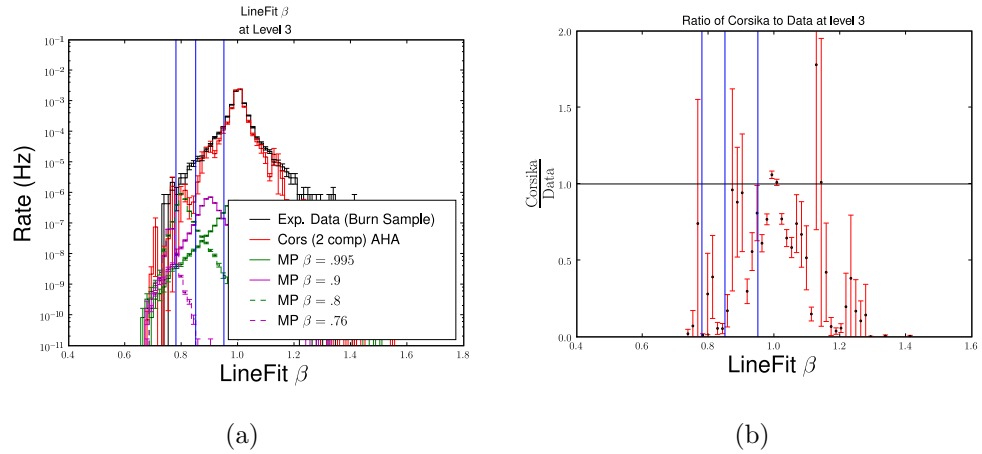 LineFit β
at Level 3
Rate (Hz)
10⁻¹
10⁻²
10⁻³
10⁻⁴
10⁻⁵
10⁻⁶
10⁻⁷
10⁻⁸
10⁻⁹
10⁻¹⁰
10⁻¹¹
Exp. Data (Burn Sample)
Cors (2 comp) AHA
MP β = .995
MP β = .9
MP β = .8
MP β = .76
0.4 0.6 0.8 1.0 1.2 1.4 1.6 1.8
LineFit β
(a)
Ratio of Corsika to Data at level 3
Corsika
Data
2.0
1.5
1.0
0.5
0.0
0.4 0.6 0.8 1.0 1.2 1.4 1.6
LineFit β
(b)